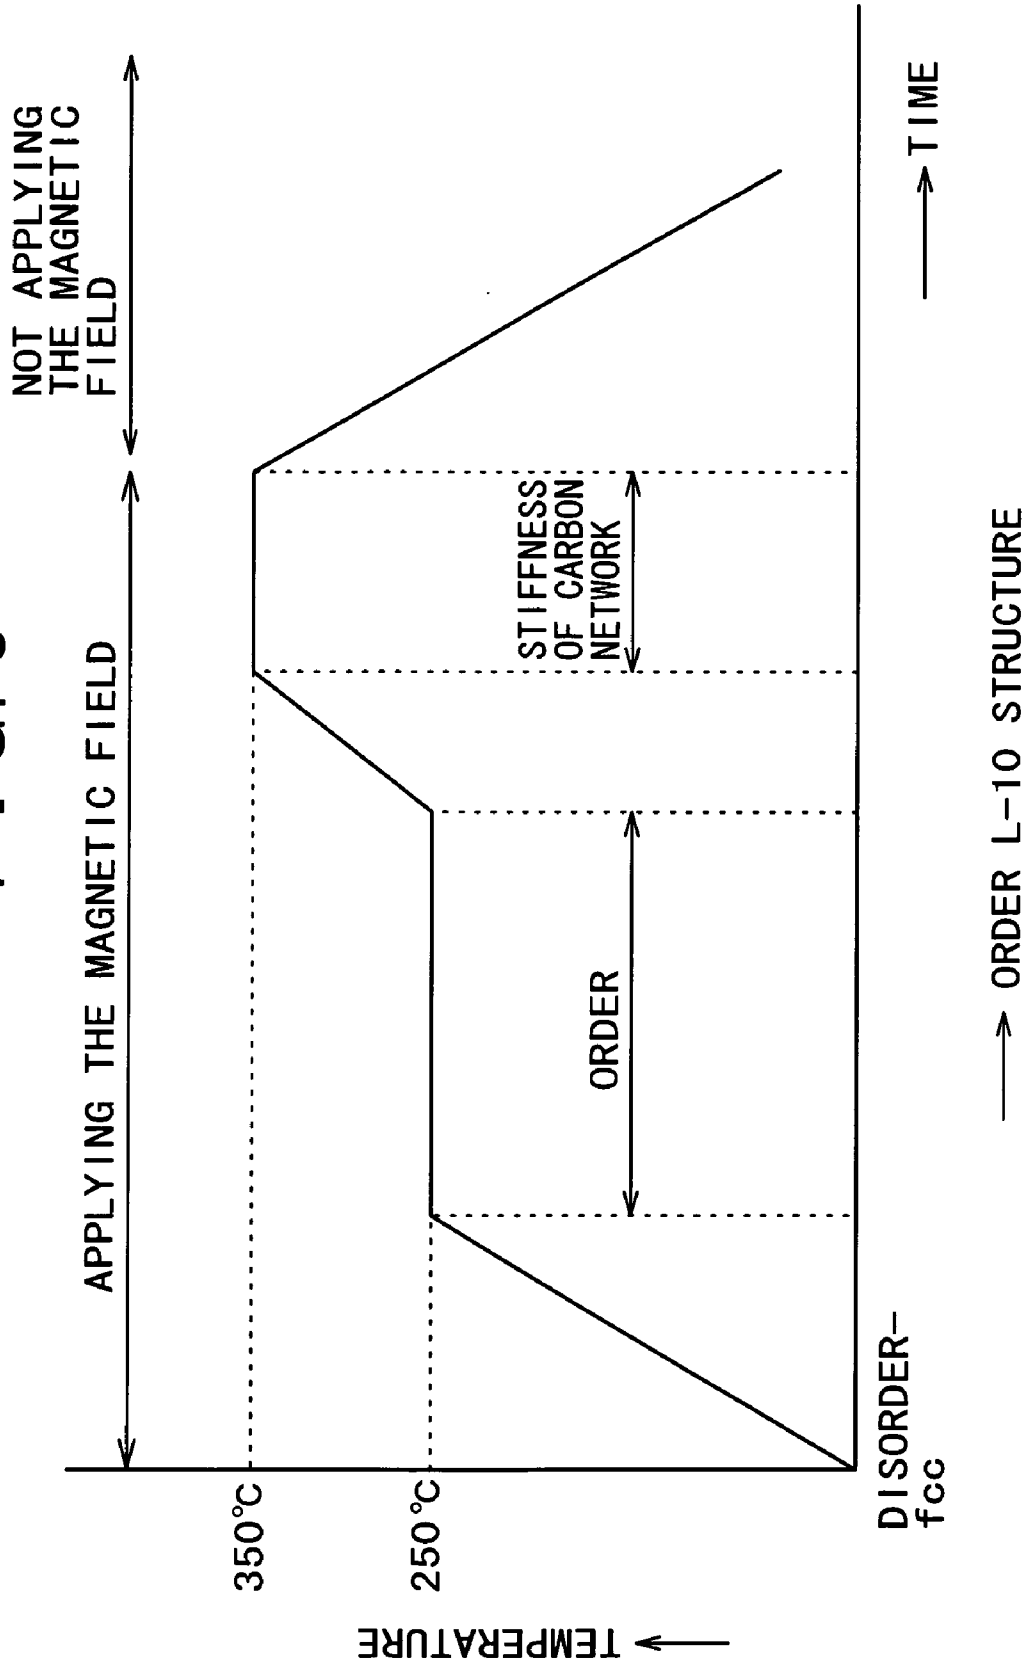 APPLYING THE MAGNETIC FIELD
NOT APPLYING
THE MAGNETIC
FIELD
350°C
250°C
TEMPERATURE
ORDER
STIFFNESS
OF CARBON
NETWORK
DISORDER-
fcc
TIME
ORDER L-10 STRUCTURE